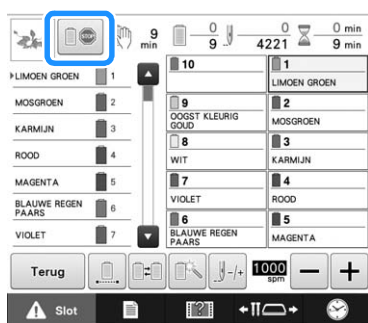 STOP
9
min
0
9
0
4221
0 min
9 min
LIMOEN GROEN 1
MOSGROEN 2
KARMIJN 3
ROOD 4
MAGENTA 5
BLAUWE REGEN
PAARS 6
VIOLET 7
10
1
LIMOEN GROEN
9
OOGST KLEURIG
GOUD
2
MOSGROEN
8
WIT
3
KARMIJN
7
VIOLET
4
ROOD
6
BLAUWE REGEN
PAARS
5
MAGENTA
Terug
-/+
1000
spm
Slot